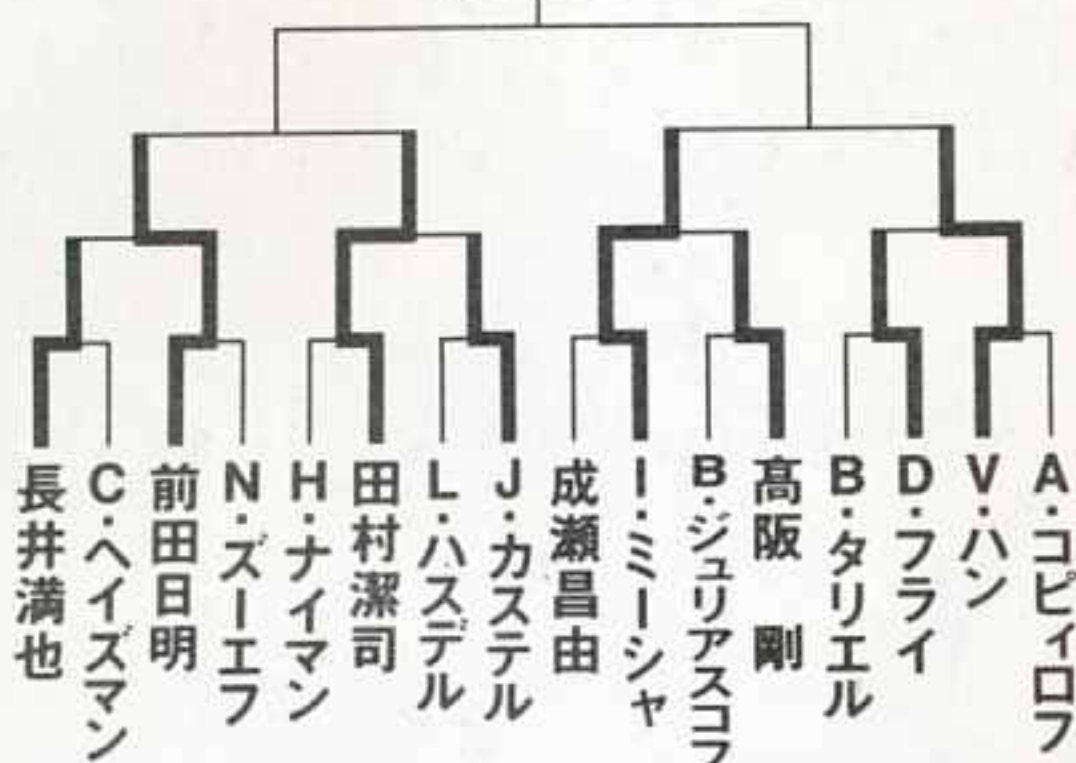 長井満也
C・ヘイズマン
前田日明
N・ズーエフ
H・ナイマン
田村潔司
L・ハスデル
J・カステル
成瀬昌由
I・ミーシャ
B・ジュリアスコフ
髙阪 剛
B・タリエル
D・フライ
V・ハン
A・コピィロフ